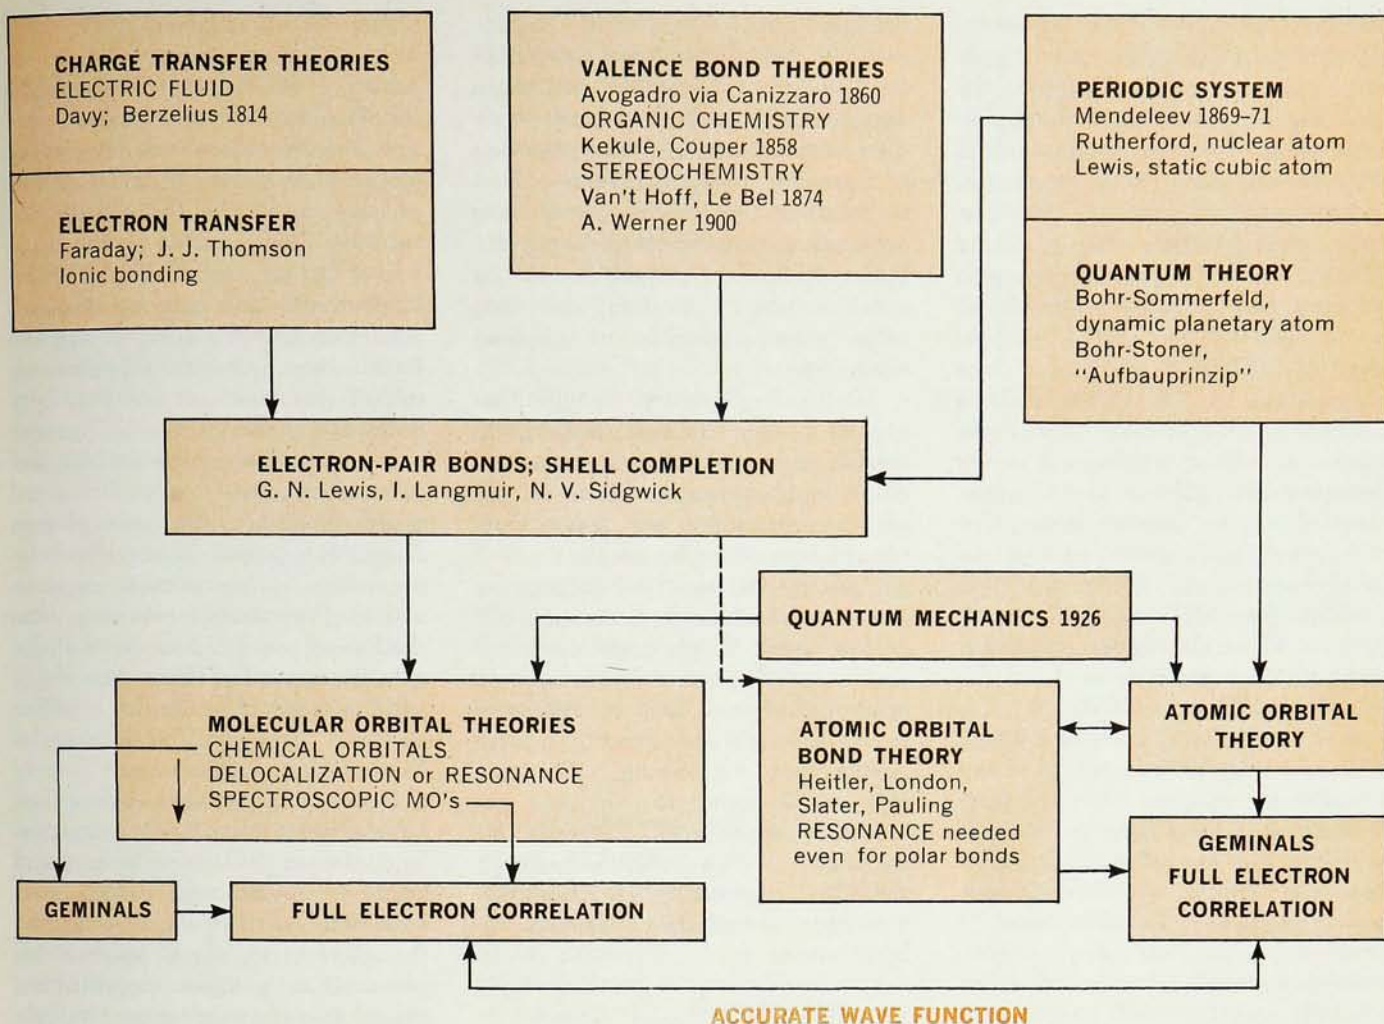 CHARGE TRANSFER THEORIES
ELECTRIC FLUID
Davy; Berzelius 1814
ELECTRON TRANSFER
Faraday; J. J. Thomson
Ionic bonding
VALENCE BOND THEORIES
Avogadro via Canizzaro 1860
ORGANIC CHEMISTRY
Kekule, Couper 1858
STEREOCHEMISTRY
Van't Hoff, Le Bel 1874
A. Werner 1900
PERIODIC SYSTEM
Mendeleev 1869–71
Rutherford, nuclear atom
Lewis, static cubic atom
QUANTUM THEORY
Bohr-Sommerfeld,
dynamic planetary atom
Bohr-Stoner,
"Aufbauprinzip"
ELECTRON-PAIR BONDS; SHELL COMPLETION
G. N. Lewis, I. Langmuir, N. V. Sidgwick
QUANTUM MECHANICS 1926
MOLECULAR ORBITAL THEORIES
CHEMICAL ORBITALS
DELOCALIZATION or RESONANCE
SPECTROSCOPIC MO's
ATOMIC ORBITAL
BOND THEORY
Heitler, London,
Slater, Pauling
RESONANCE needed
even for polar bonds
ATOMIC ORBITAL
THEORY
GEMINALS
FULL ELECTRON CORRELATION
GEMINALS
FULL ELECTRON
CORRELATION
ACCURATE WAVE FUNCTION